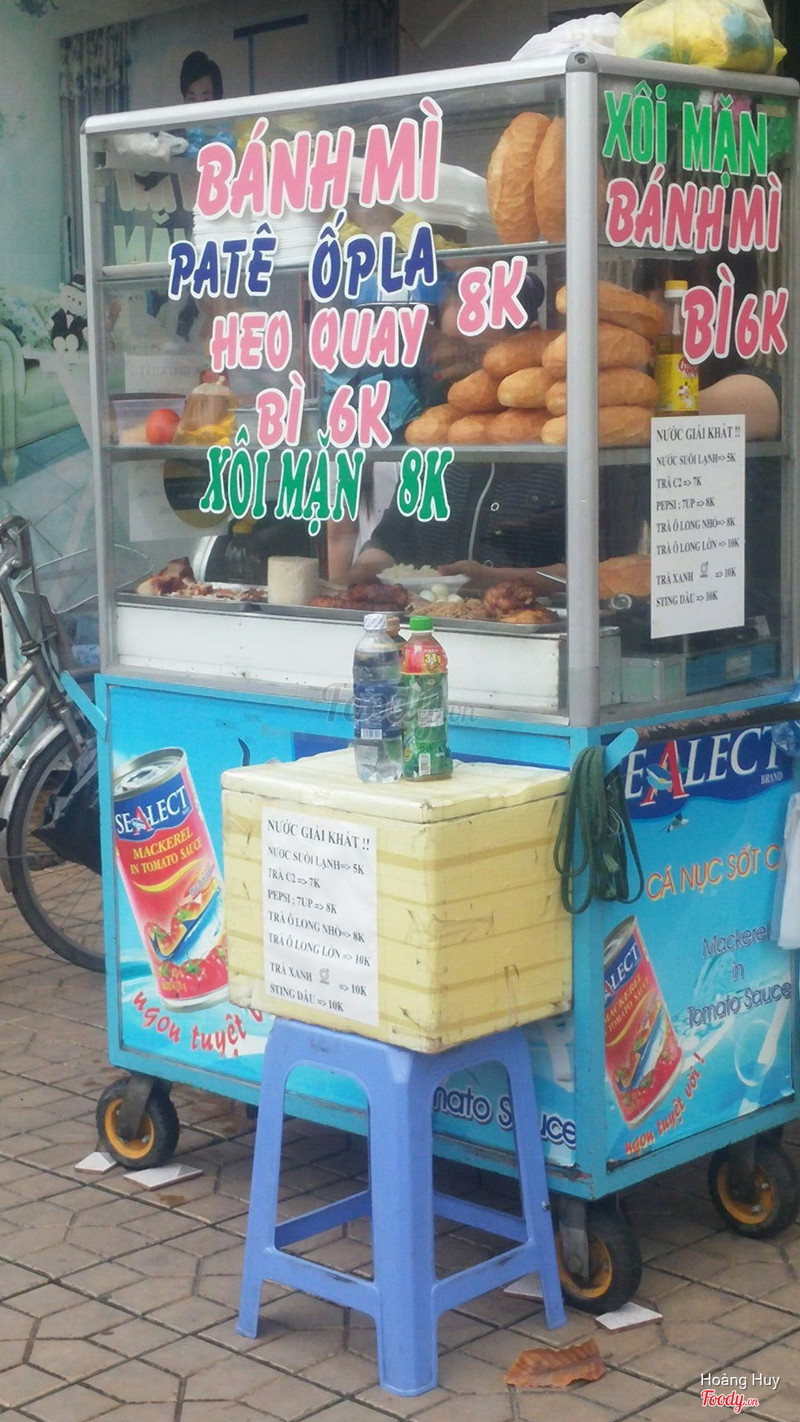 BÁNH MÌ
PATÊ ỐPLA
HEO QUAY 8K
BÌ 6K
XÔI MẶN 8K
XÔI MẶN
BÁNH MÌ
BÌ 6K
NƯỚC GIẢI KHÁT !!
NƯỚC SUỐI LẠNH=> 5K
TRÀ C2 => 7K
PEPSI ; 7UP => 8K
TRÀ Ô LONG NHỎ=> 8K
TRÀ Ô LONG LỚN => 10K
TRÀ XANH => 10K
STING DÂU => 10K
Foody.vn
SEALECT
MACKEREL
IN TOMATO SAUCE
ngon tuyệt
NƯỚC GIẢI KHÁT !!
NƯỚC SUỐI LẠNH=> 5K
TRÀ C2 => 7K
PEPSI ; 7UP => 8K
TRÀ Ô LONG NHỎ=> 8K
TRÀ Ô LONG LỚN => 10K
TRÀ XANH => 10K
STING DÂU => 10K
mato Sauce
SEALECT
BRAND
CÁ NỤC SỐT C
Mackerel
in
Tomato Sauce
ALECT
ngon tuyệt vời !
Hoàng Huy
Foody.vn